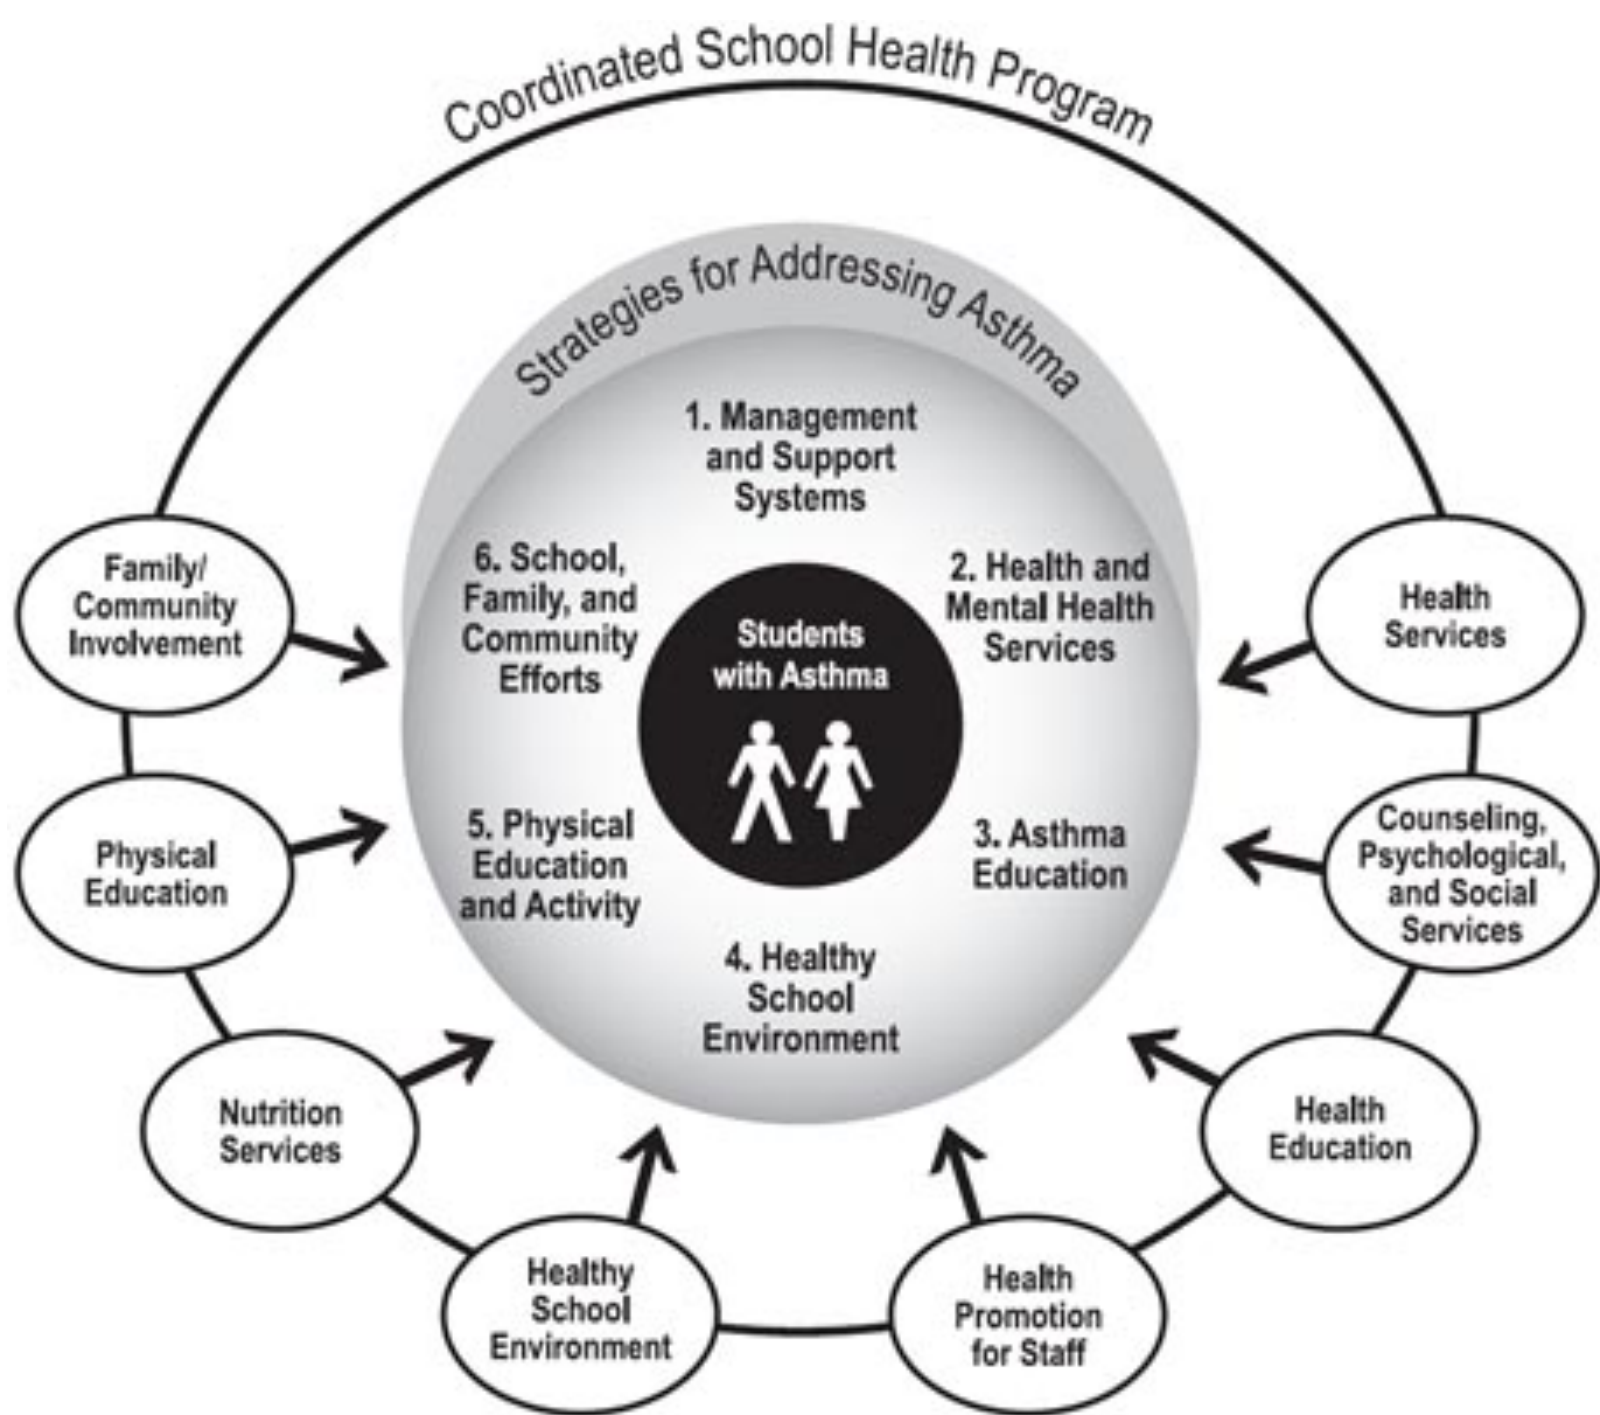 Coordinated School Health Program
Strategies for Addressing Asthma
1. Management
and Support
Systems
2. Health and
Mental Health
Services
3. Asthma
Education
4. Healthy
School
Environment
5. Physical
Education
and Activity
6. School,
Family, and
Community
Efforts
Students
with Asthma
Health
Services
Counseling,
Psychological,
and Social
Services
Health
Education
Health
Promotion
for Staff
Healthy
School
Environment
Nutrition
Services
Physical
Education
Family/
Community
Involvement